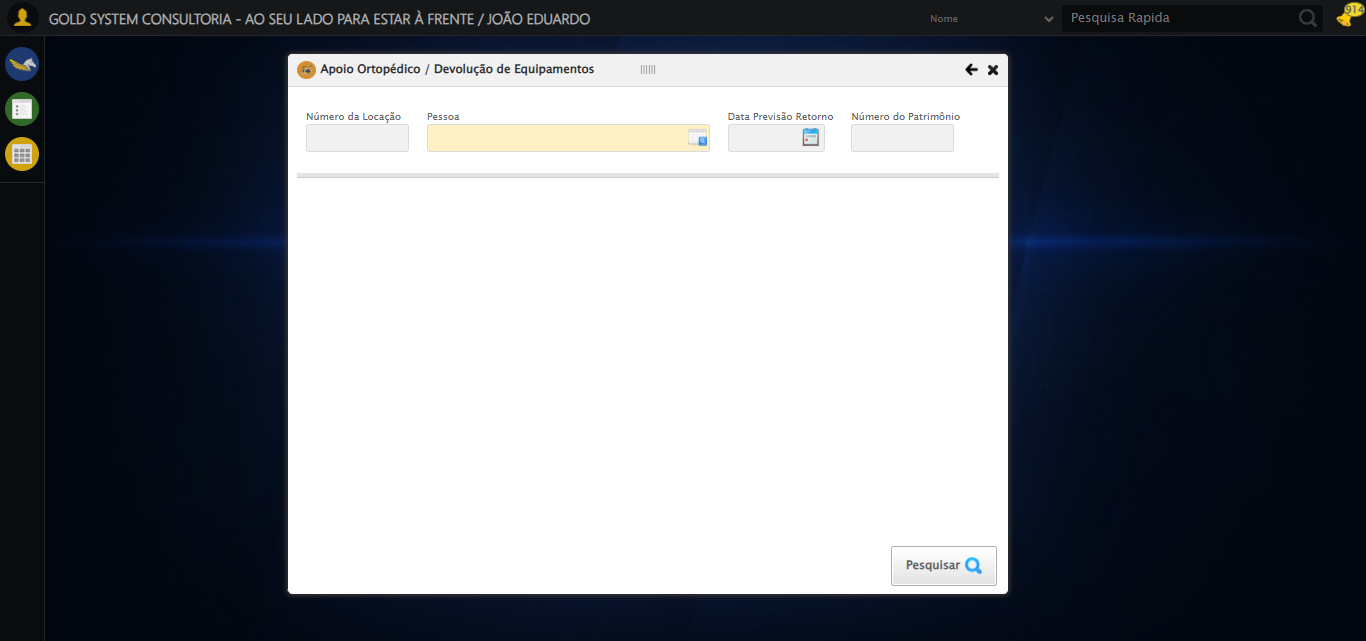 GOLD SYSTEM CONSULTORIA - AO SEU LADO PARA ESTAR À FRENTE / JOÃO EDUARDO
Nome
Pesquisa Rapida
914
Apoio Ortopédico / Devolução de Equipamentos
Número da Locação
Pessoa
Data Previsão Retorno
Número do Patrimônio
Pesquisar